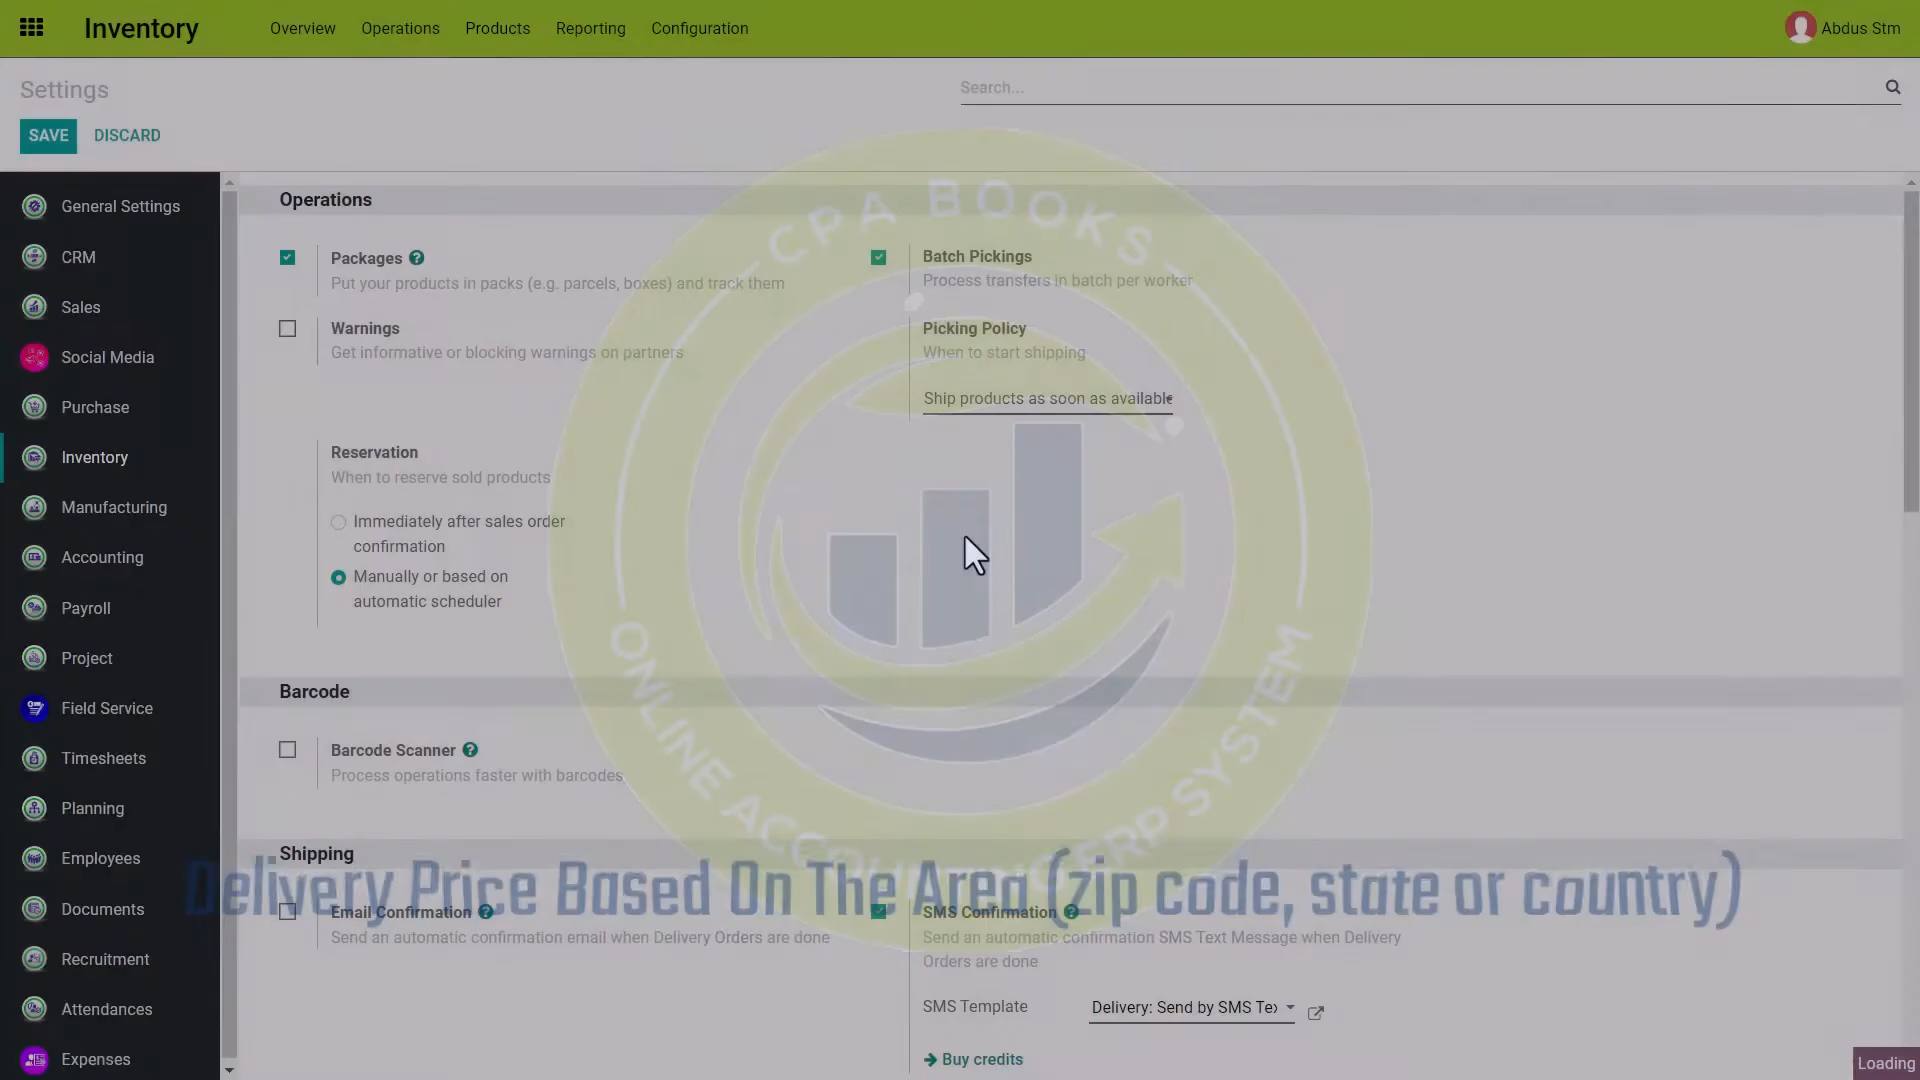 Inventory
Overview
Operations
Products
Reporting
Configuration
Abdus Stm
Settings
Search...
SAVE
DISCARD
General Settings
CRM
Sales
Social Media
Purchase
Inventory
Manufacturing
Accounting
Payroll
Project
Field Service
Timesheets
Planning
Employees
Documents
Recruitment
Attendances
Expenses
Operations
Packages ?
Put your products in packs (e.g. parcels, boxes) and track them
Batch Pickings
Process transfers in batch per worker
Warnings
Get informative or blocking warnings on partners
Picking Policy
When to start shipping
Ship products as soon as available
Reservation
When to reserve sold products
Immediately after sales order
confirmation
Manually or based on
automatic scheduler
Barcode
Barcode Scanner ?
Process operations faster with barcodes
Shipping
Email Confirmation ?
Send an automatic confirmation email when Delivery Orders are done
SMS Confirmation ?
Send an automatic confirmation SMS Text Message when Delivery
Orders are done
SMS Template
Delivery: Send by SMS Te
Buy credits
Loading
CPA BOOKS
ONLINE ACCOUNTING ERP SYSTEM
Delivery Price Based On The Area (zip code, state or country)